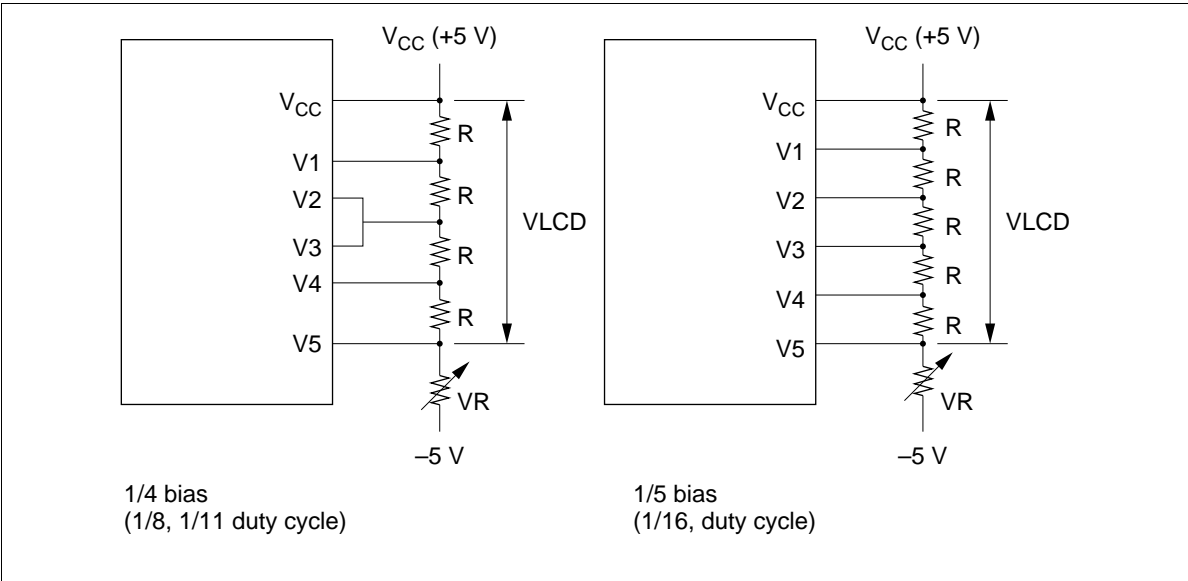 V_CC (+5 V)
V_CC
R
V1
R
V2
VLCD
V3
R
V4
R
V5
VR
–5 V
1/4 bias
(1/8, 1/11 duty cycle)
V_CC (+5 V)
V_CC
R
V1
R
V2
R
VLCD
V3
R
V4
R
V5
VR
–5 V
1/5 bias
(1/16, duty cycle)